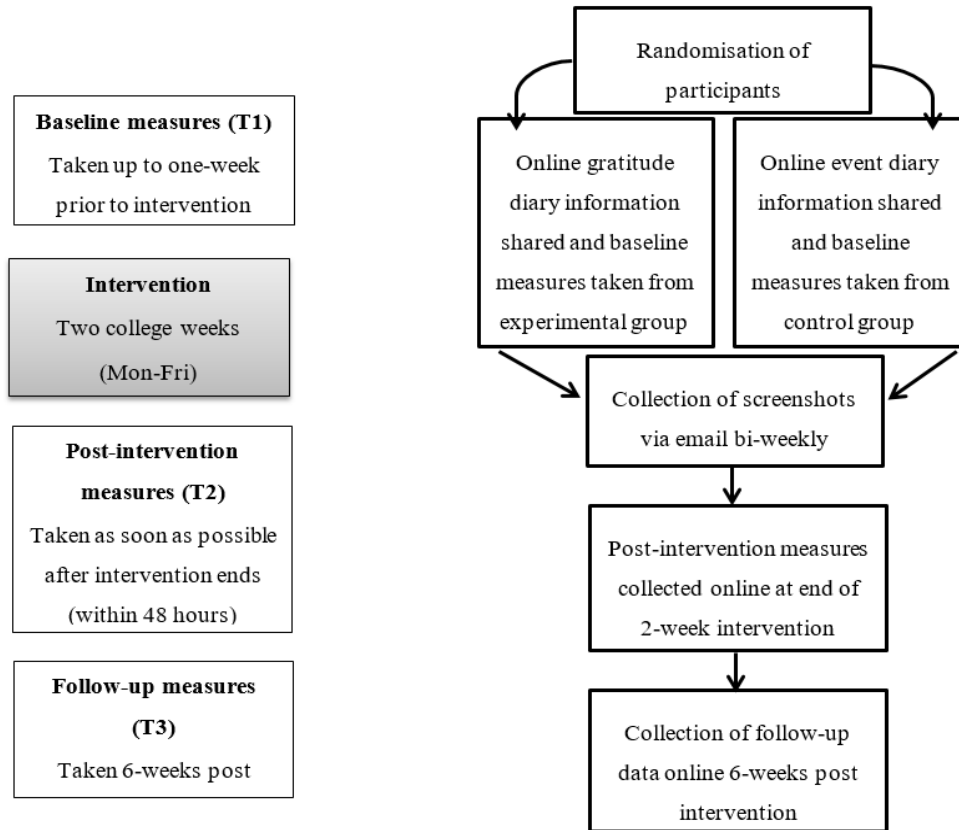 Baseline measures (T1)
Taken up to one-week
prior to intervention
Intervention
Two college weeks
(Mon-Fri)
Post-intervention
measures (T2)
Taken as soon as possible
after intervention ends
(within 48 hours)
Follow-up measures
(T3)
Taken 6-weeks post
Randomisation of
participants
Online gratitude
diary information
shared and baseline
measures taken from
experimental group
Online event diary
information shared
and baseline
measures taken from
control group
Collection of screenshots
via email bi-weekly
Post-intervention measures
collected online at end of
2-week intervention
Collection of follow-up
data online 6-weeks post
intervention